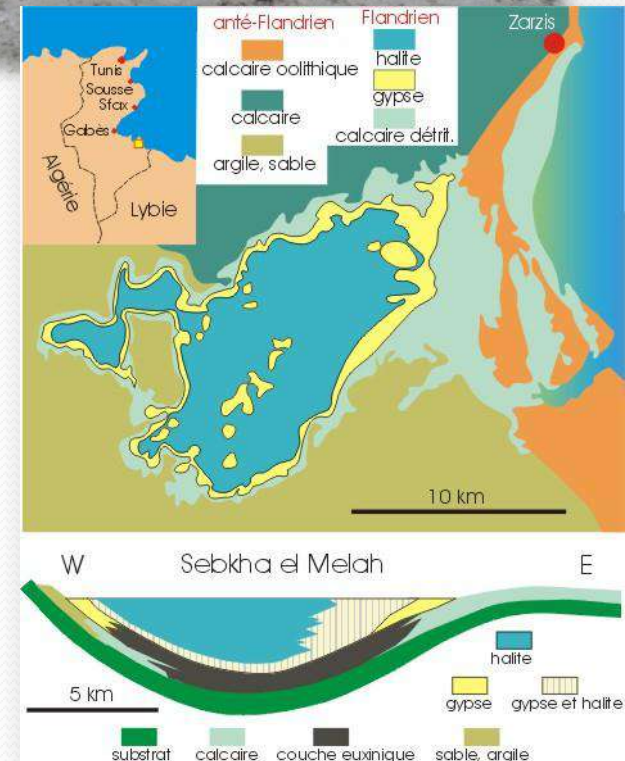 anté-Flandrien
calcaire oolithique
calcaire
argile, sable
Flandrien
halite
gypse
calcaire détrit.
Zarzis
Tunis
Sousse
Sfax
Gabès
Algérie
Lybie
10 km
W
Sebkha el Melah
E
5 km
halite
gypse
gypse et halite
substrat
calcaire
couche euxinique
sable, argile